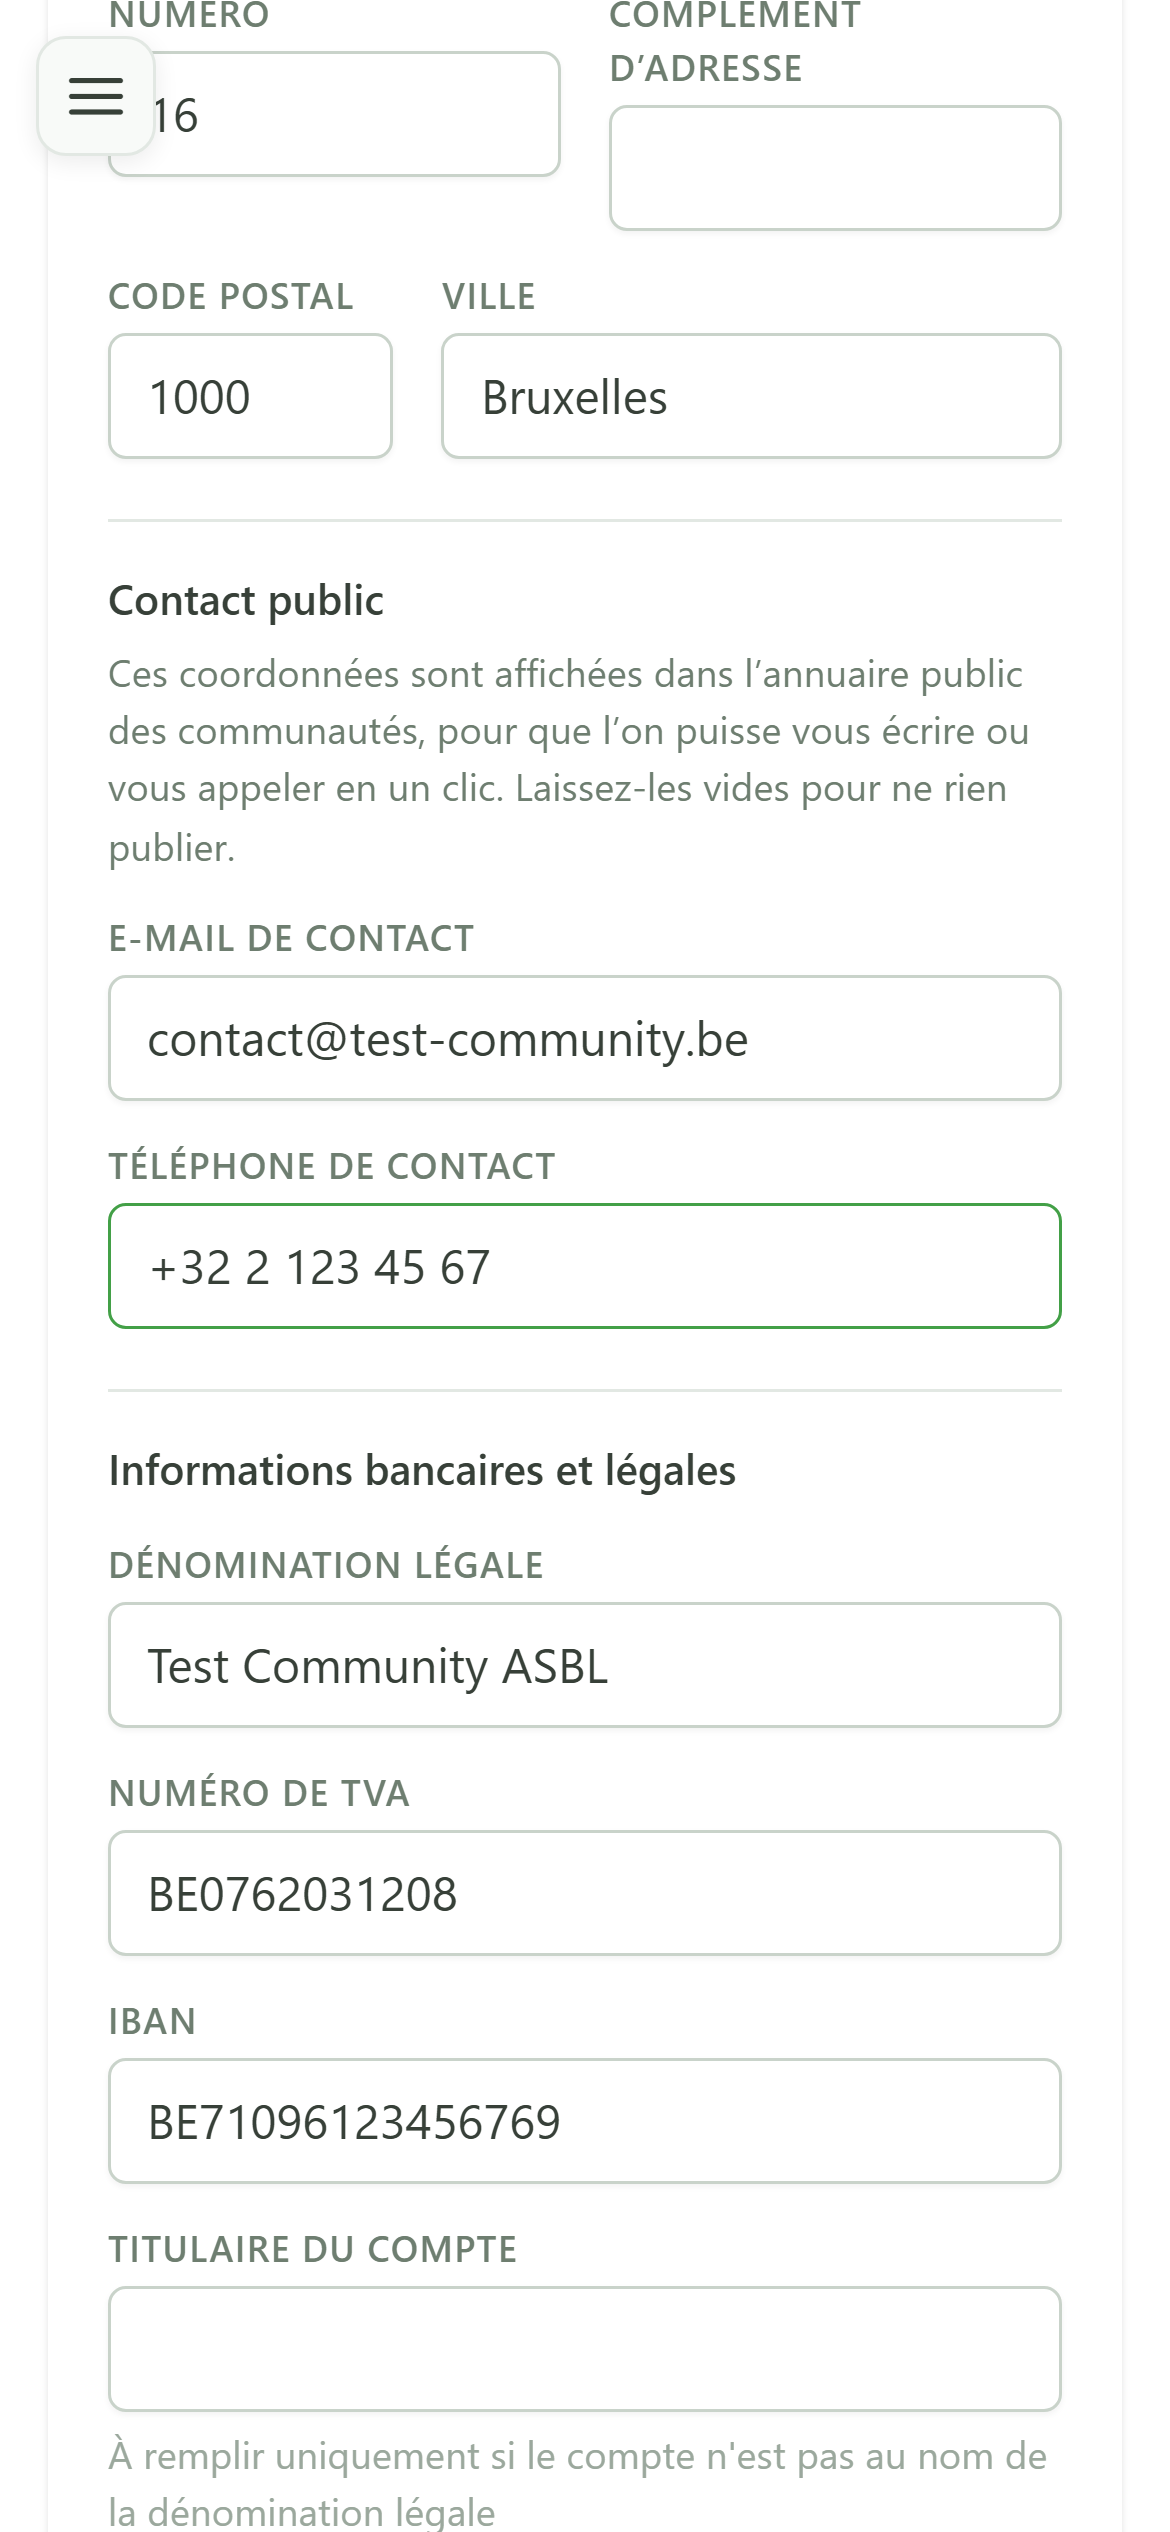 NUMÉRO
COMPLÉMENT
D’ADRESSE
16
CODE POSTAL
VILLE
1000
Bruxelles
Contact public
Ces coordonnées sont affichées dans l’annuaire public
des communautés, pour que l’on puisse vous écrire ou
vous appeler en un clic. Laissez-les vides pour ne rien
publier.
E-MAIL DE CONTACT
contact@test-community.be
TÉLÉPHONE DE CONTACT
+32 2 123 45 67
Informations bancaires et légales
DÉNOMINATION LÉGALE
Test Community ASBL
NUMÉRO DE TVA
BE0762031208
IBAN
BE71096123456769
TITULAIRE DU COMPTE
À remplir uniquement si le compte n'est pas au nom de
la dénomination légale